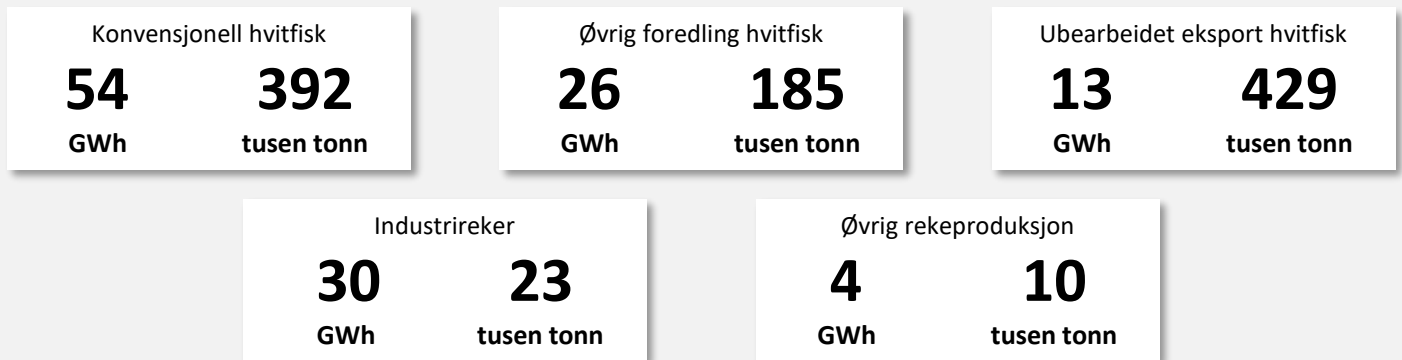 Konvensjonell hvitfisk
54 392
GWh tusen tonn
Øvrig foredling hvitfisk
26 185
GWh tusen tonn
Ubearbeidet eksport hvitfisk
13 429
GWh tusen tonn
Industrireker
30 23
GWh tusen tonn
Øvrig rekeproduksjon
4 10
GWh tusen tonn